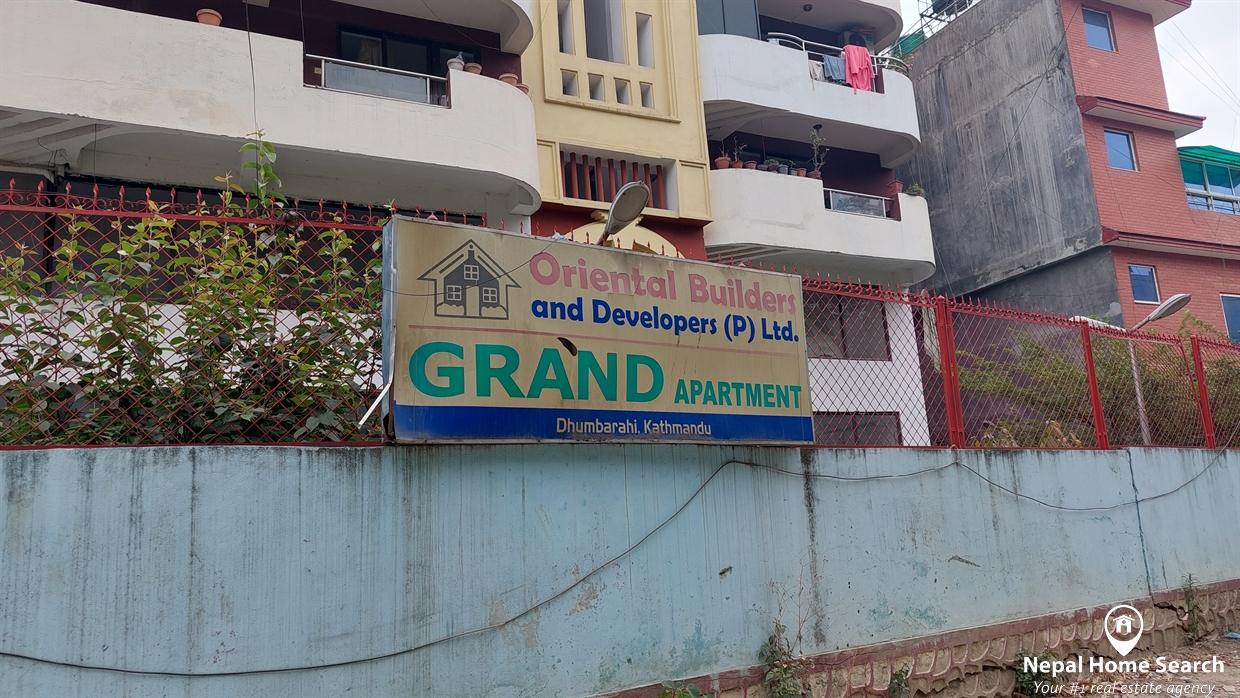 Oriental Builders
and Developers (P) Ltd.
GRAND APARTMENT
Dhumbarahi, Kathmandu
Nepal Home Search
Your #1 real estate agency